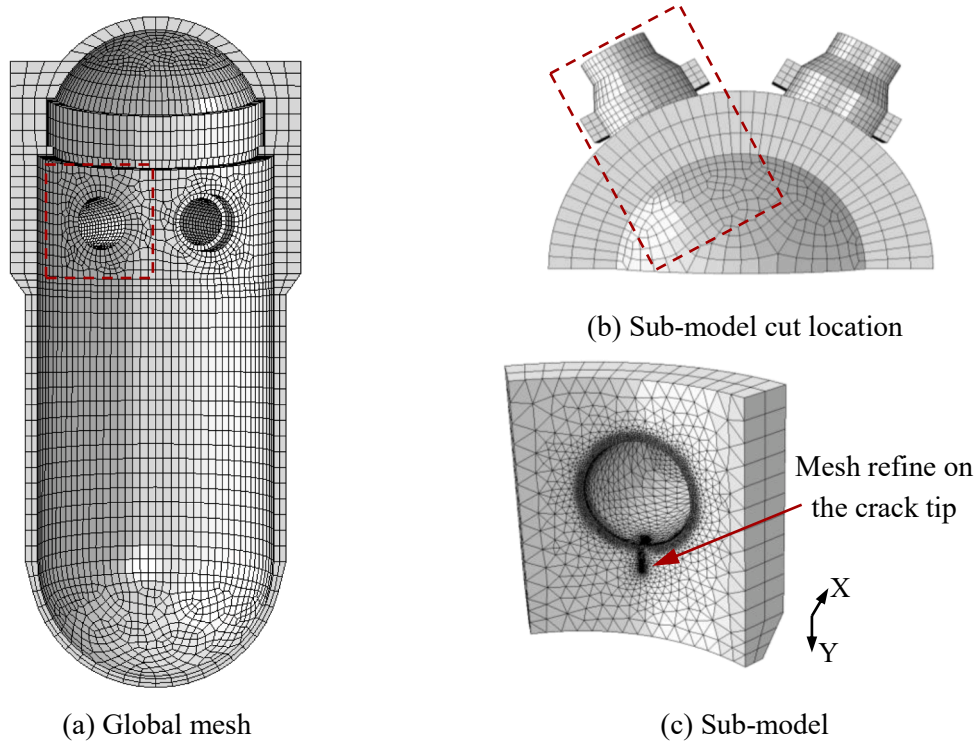 (b) Sub-model cut location
Mesh refine on
the crack tip
X
Y
(a) Global mesh
(c) Sub-model